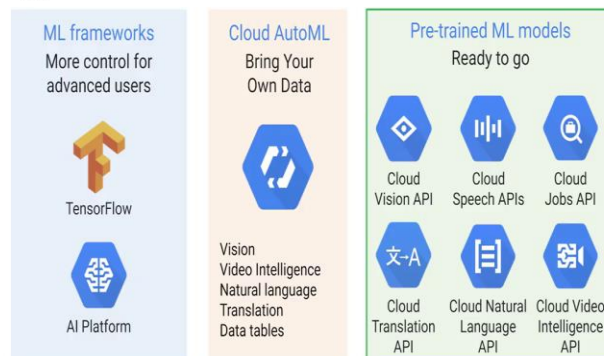 ML frameworks
More control for
advanced users
TensorFlow
AI Platform
Cloud AutoML
Bring Your
Own Data
Vision
Video Intelligence
Natural language
Translation
Data tables
Pre-trained ML models
Ready to go
Cloud
Vision API
Cloud
Speech APIs
Cloud
Jobs API
文→A
Cloud
Translation
API
Cloud Natural
Language
API
Cloud Video
Intelligence
API